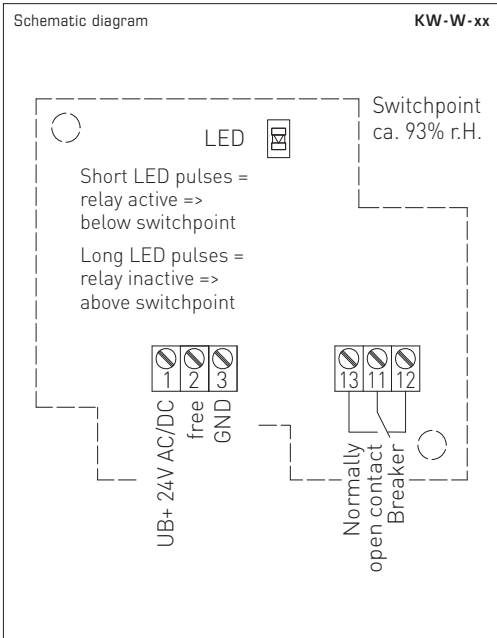 Schematic diagram
KW-W-xx
Switchpoint
ca. 93% r.H.
LED
Short LED pulses =
relay active =>
below switchpoint
Long LED pulses =
relay inactive =>
above switchpoint
1 2 3
13 11 12
UB+ 24V AC/DC
free
GND
Normally
open contact
Breaker